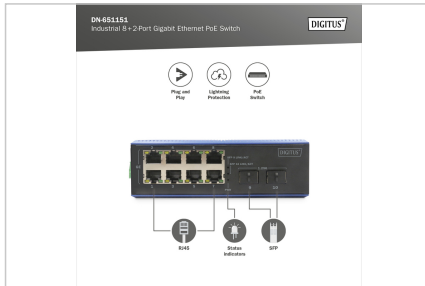 DN-651151
Industrial 8+2-Port Gigabit Ethernet PoE Switch
DIGITUS®
Plug and
Play
Lightning
Protection
PoE
Switch
DIGITUS
RJ45
Status
Indicators
SFP